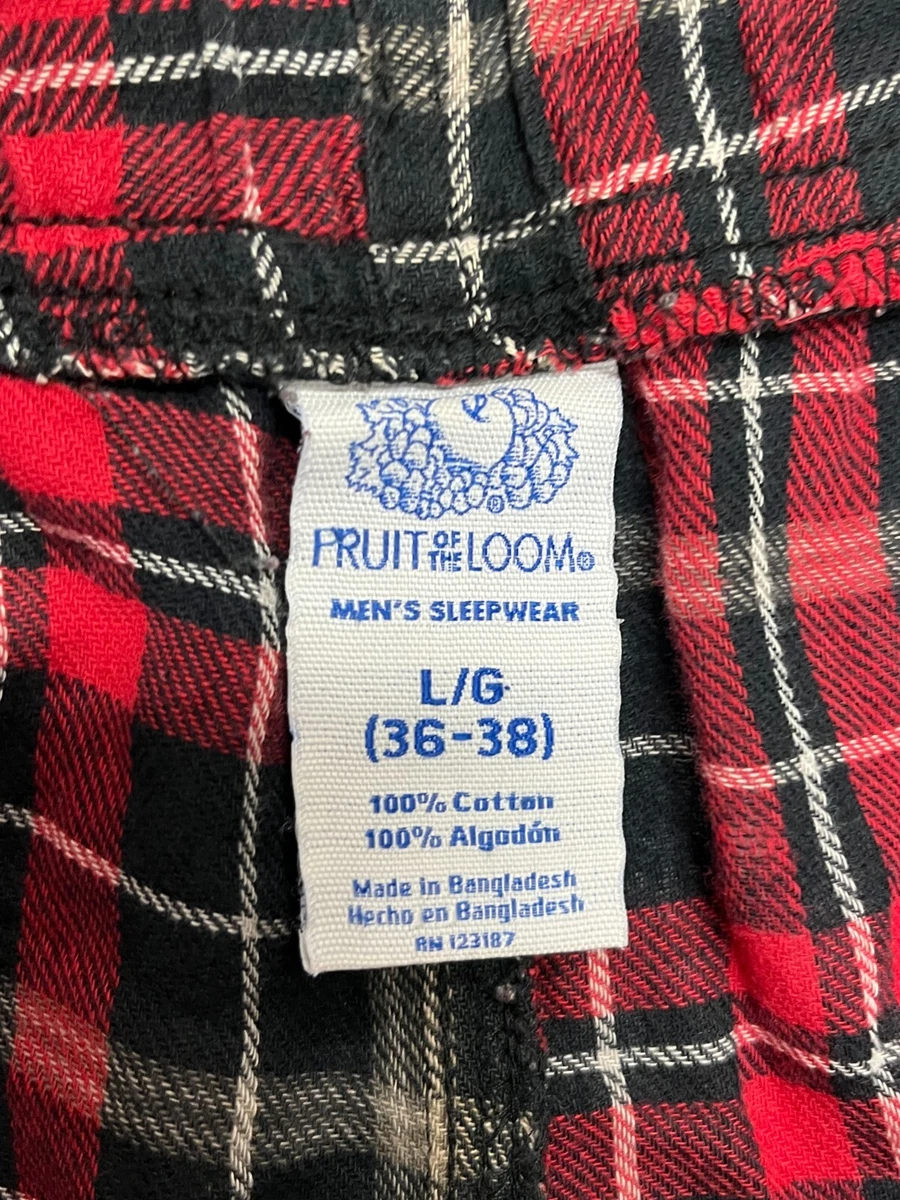 FRUIT OF THE LOOM®
MEN'S SLEEPWEAR
L/G
(36-38)
100% Cotton
100% Algodón
Made in Bangladesh
Hecho en Bangladesh
RN 123187